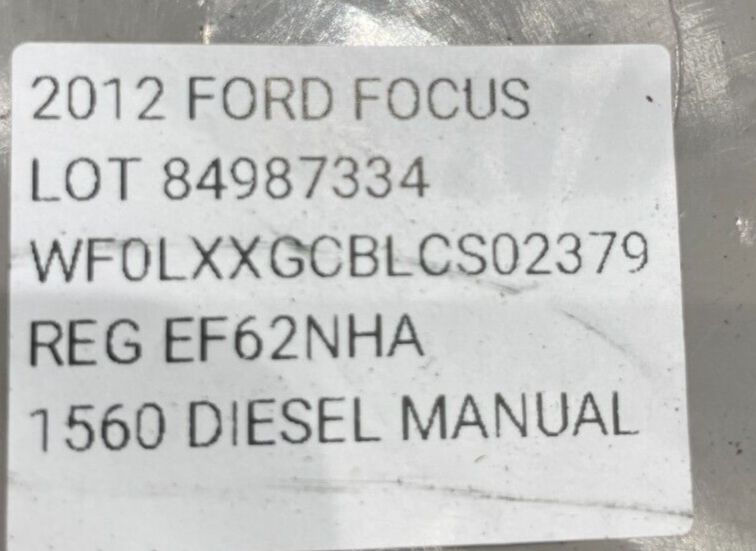 2012 FORD FOCUS
LOT 84987334
WF0LXXGCBLCS02379
REG EF62NHA
1560 DIESEL MANUAL